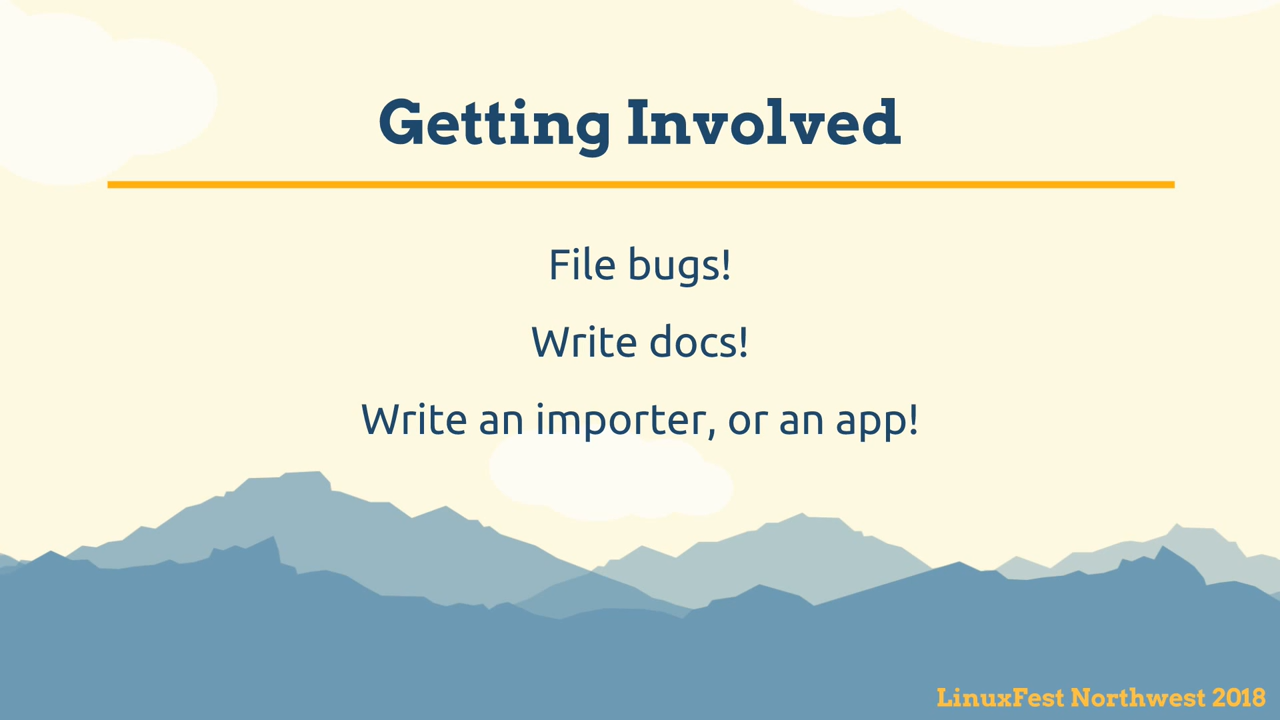 Getting Involved
File bugs!
Write docs!
Write an importer, or an app!
LinuxFest Northwest 2018